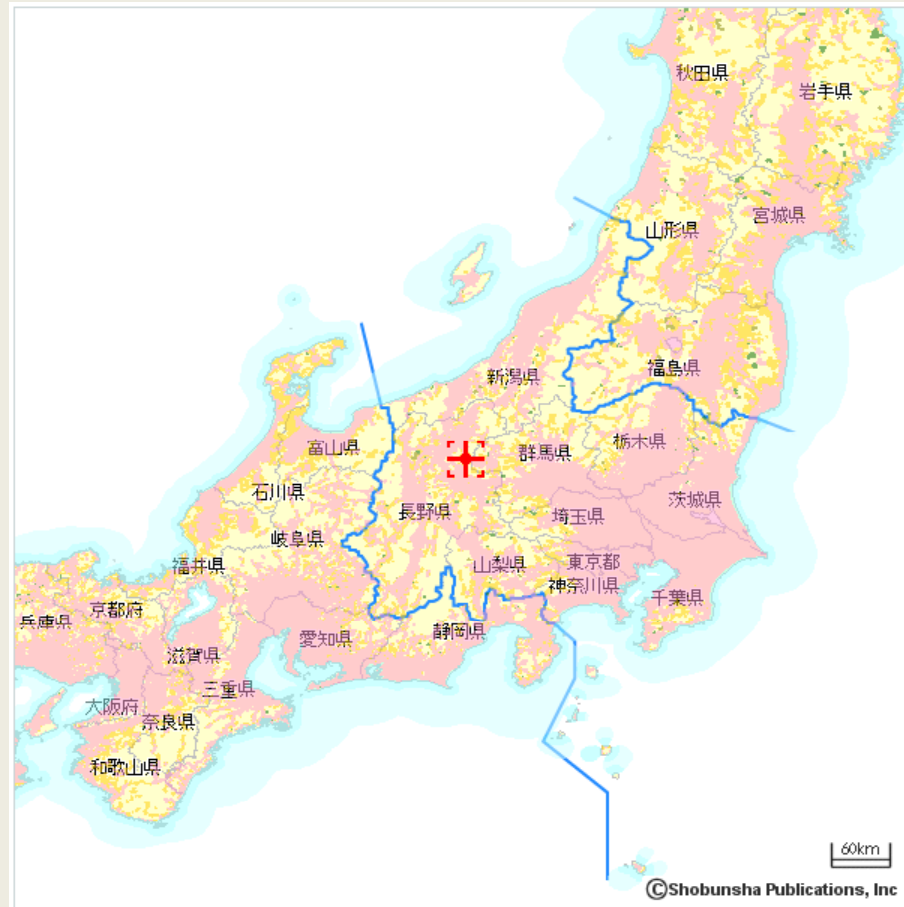 秋田県
岩手県
宮城県
山形県
福島県
新潟県
富山県
群馬県
栃木県
石川県
長野県
茨城県
埼玉県
岐阜県
福井県
山梨県
東京都
神奈川県
千葉県
京都府
兵庫県
愛知県
静岡県
滋賀県
三重県
大阪府
奈良県
和歌山県
60km
©Shobunsha Publications, Inc